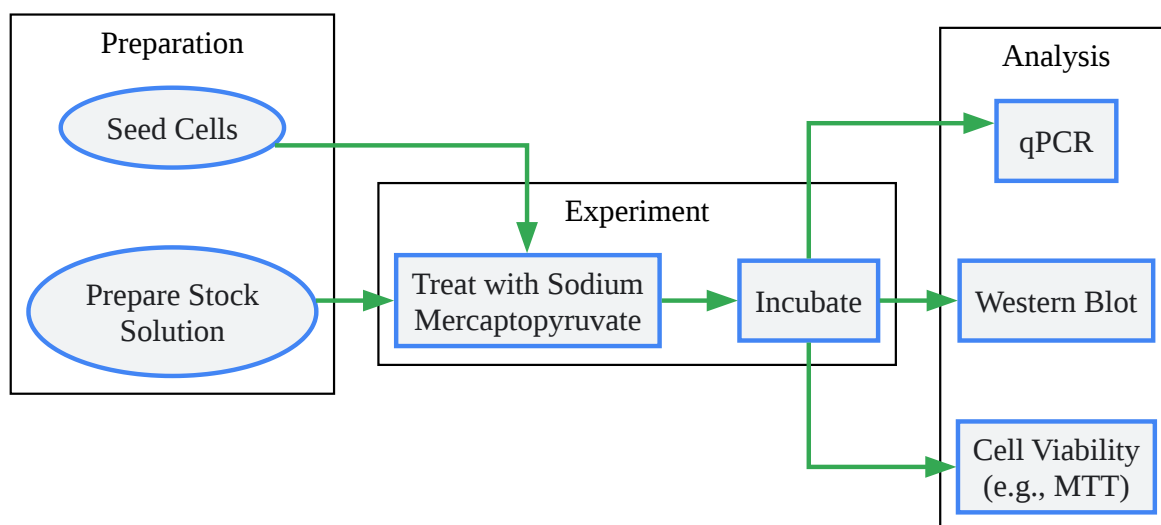 Preparation
Seed Cells
Prepare Stock
Solution
Experiment
Treat with Sodium
Mercaptopyruvate
Incubate
Analysis
qPCR
Western Blot
Cell Viability
(e.g., MTT)